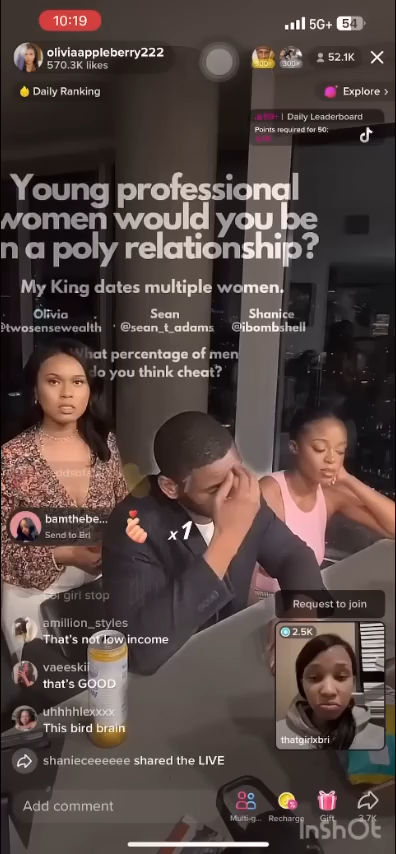 10:19
5G+ 54
oliviaappleberry222
570.3K likes
300+
300+
52.1K
Daily Ranking
Explore ›
| Daily Leaderboard
Points required for 5G:
Young professional
women would you be
n a poly relationship?
My King dates multiple women.
Olivia Sean Shanice
@twosensewealth · @sean_t_adams @ibombshell
What percentage of men
do you think cheat?
bamthebe...
Send to Bri
x1
girl stop
amillion_styles
That's not low income
Request to join
2.5K
vaeeskii
that's GOOD
uhhhhlexxxx
This bird brain
thatgirlxbri
shanieceeeeee shared the LIVE
Add comment
Multi-g...
Recharge
Gift
3.7K
InShOt